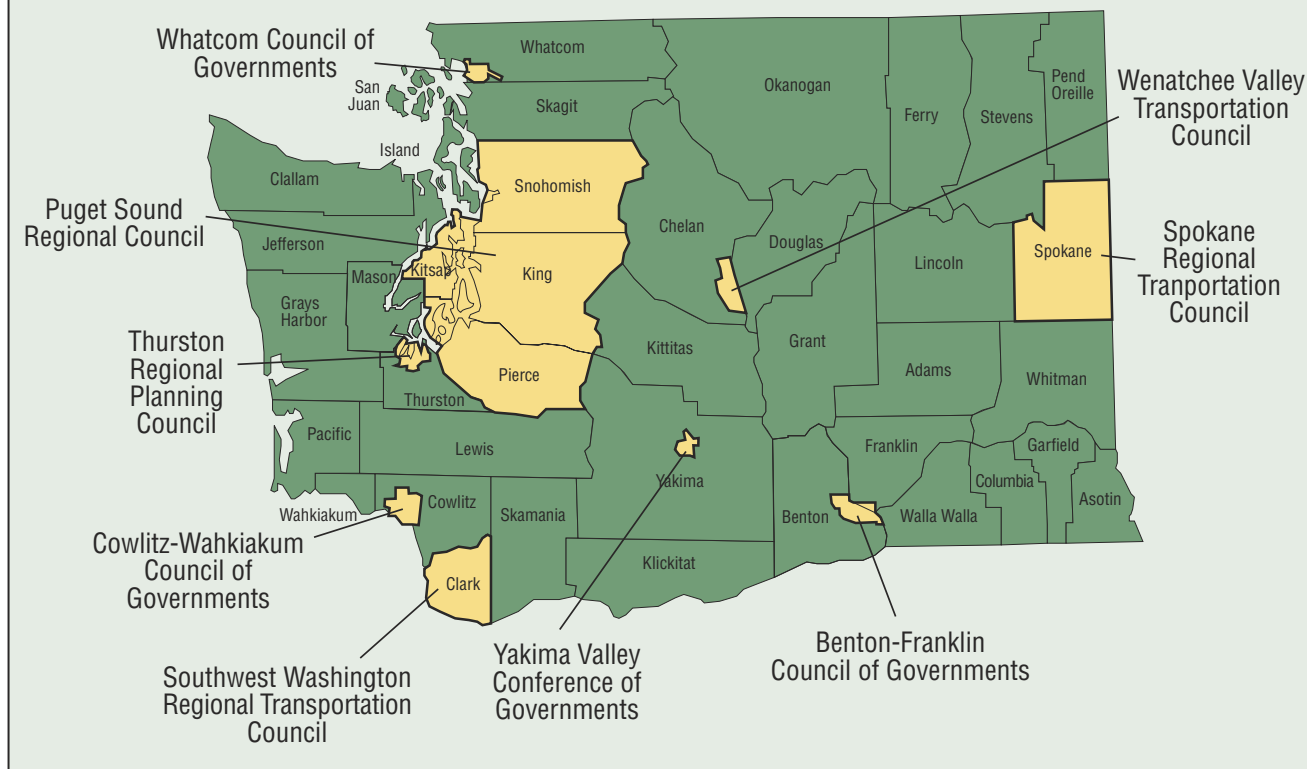 Whatcom Council of
Governments
Whatcom
San
Juan
Skagit
Okanogan
Ferry
Stevens
Pend
Oreille
Wenatchee Valley
Transportation
Council
Island
Clallam
Snohomish
Puget Sound
Regional Council
Chelan
Douglas
Jefferson
Kitsap
King
Mason
Lincoln
Spokane
Spokane
Regional
Tranportation
Council
Grays
Harbor
Thurston
Regional
Planning
Council
Kittitas
Grant
Pierce
Adams
Whitman
Thurston
Pacific
Lewis
Franklin
Garfield
Yakima
Columbia
Asotin
Wahkiakum
Cowlitz
Skamania
Benton
Walla Walla
Cowlitz-Wahkiakum
Council of
Governments
Clark
Klickitat
Southwest Washington
Regional Transportation
Council
Yakima Valley
Conference of
Governments
Benton-Franklin
Council of Governments